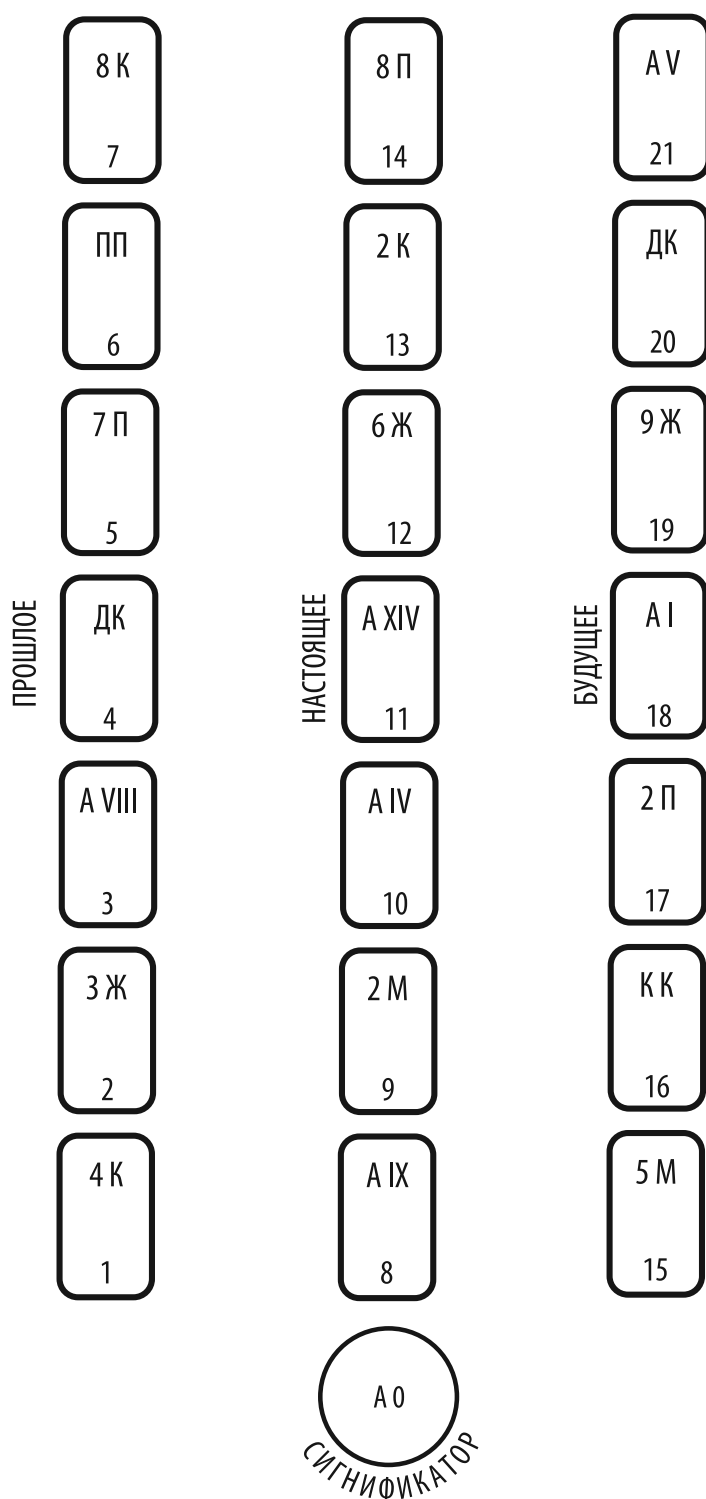 8 К
7
8 П
14
А V
21
ПП
6
2 К
13
ДК
20
7 П
5
6 Ж
12
9 Ж
19
ПРОШЛОЕ
ДК
4
НАСТОЯЩЕЕ
А XIV
11
БУДУЩЕЕ
А I
18
А VIII
3
А IV
10
2 П
17
3 Ж
2
2 М
9
К К
16
4 К
1
А IX
8
5 М
15
А 0
СИГНИФИКАТОР